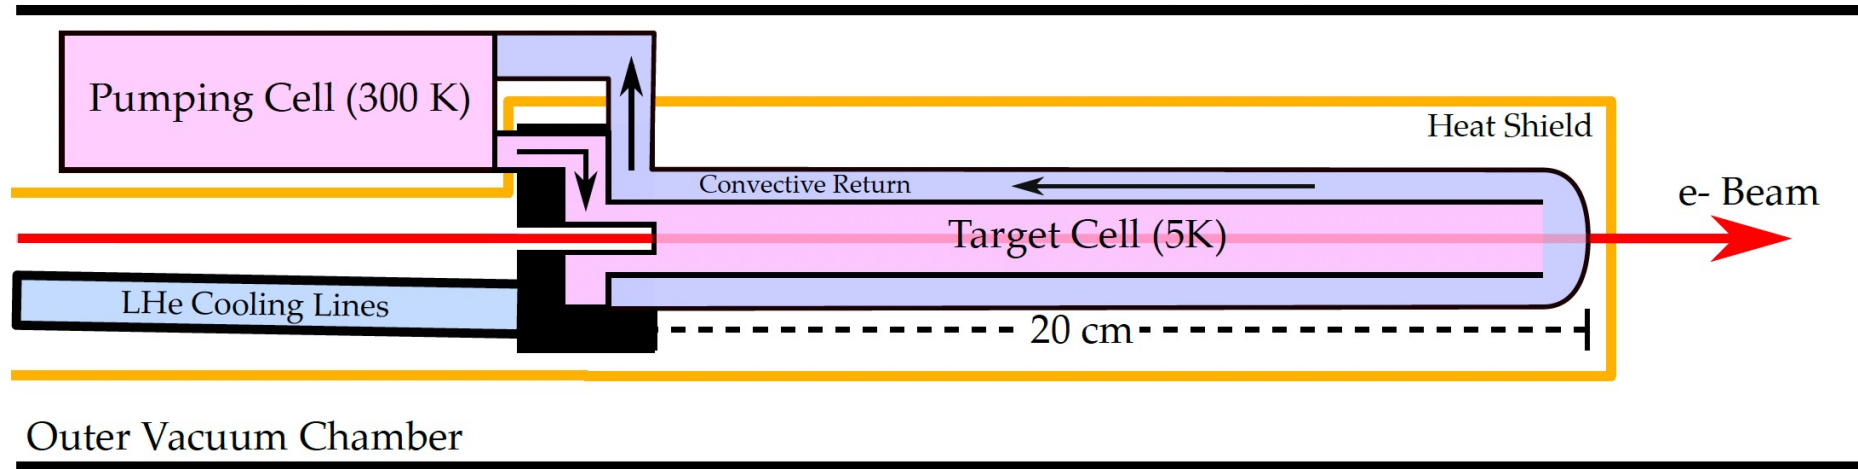 Pumping Cell (300 K)
Heat Shield
Convective Return
e- Beam
Target Cell (5K)
LHe Cooling Lines
20 cm
Outer Vacuum Chamber